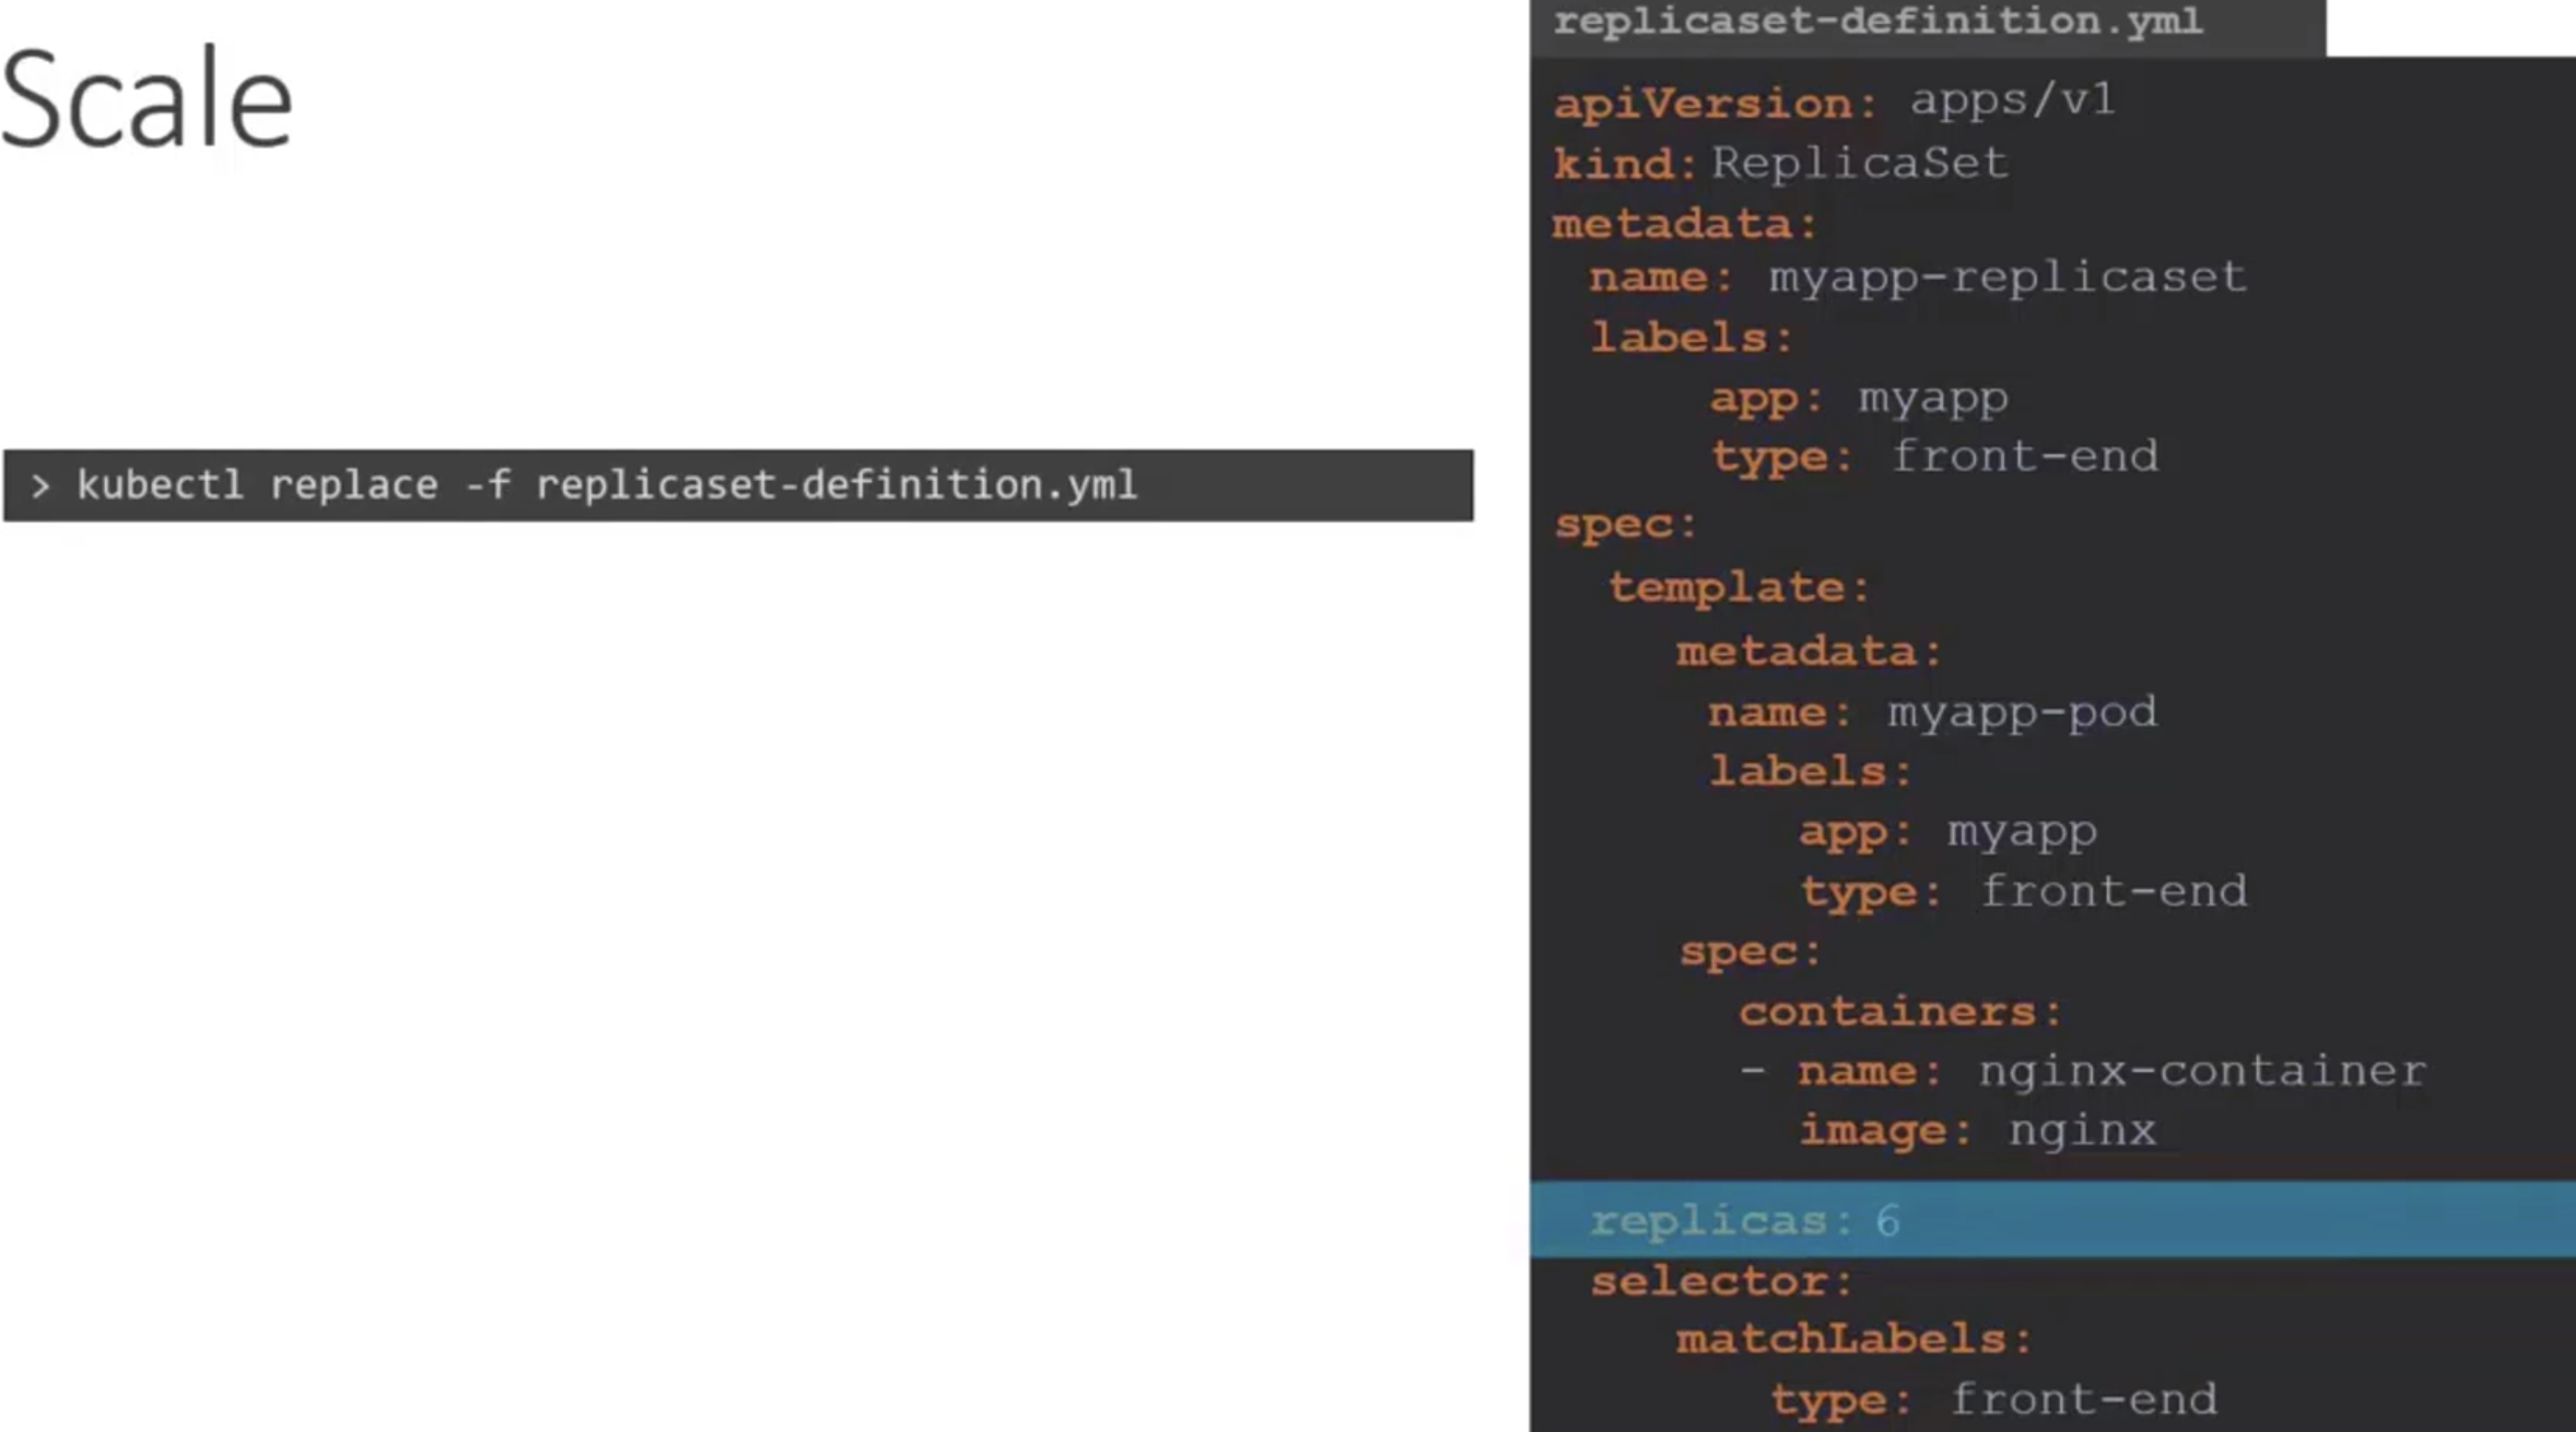 Scale
> kubectl replace -f replicaset-definition.yml
replicaset-definition.yml
apiVersion: apps/v1
kind: ReplicaSet
metadata:
name: myapp-replicaset
labels:
app: myapp
type: front-end
spec:
template:
metadata:
name: myapp-pod
labels:
app: myapp
type: front-end
spec:
containers:
- name: nginx-container
image: nginx
replicas: 6
selector:
matchLabels:
type: front-end